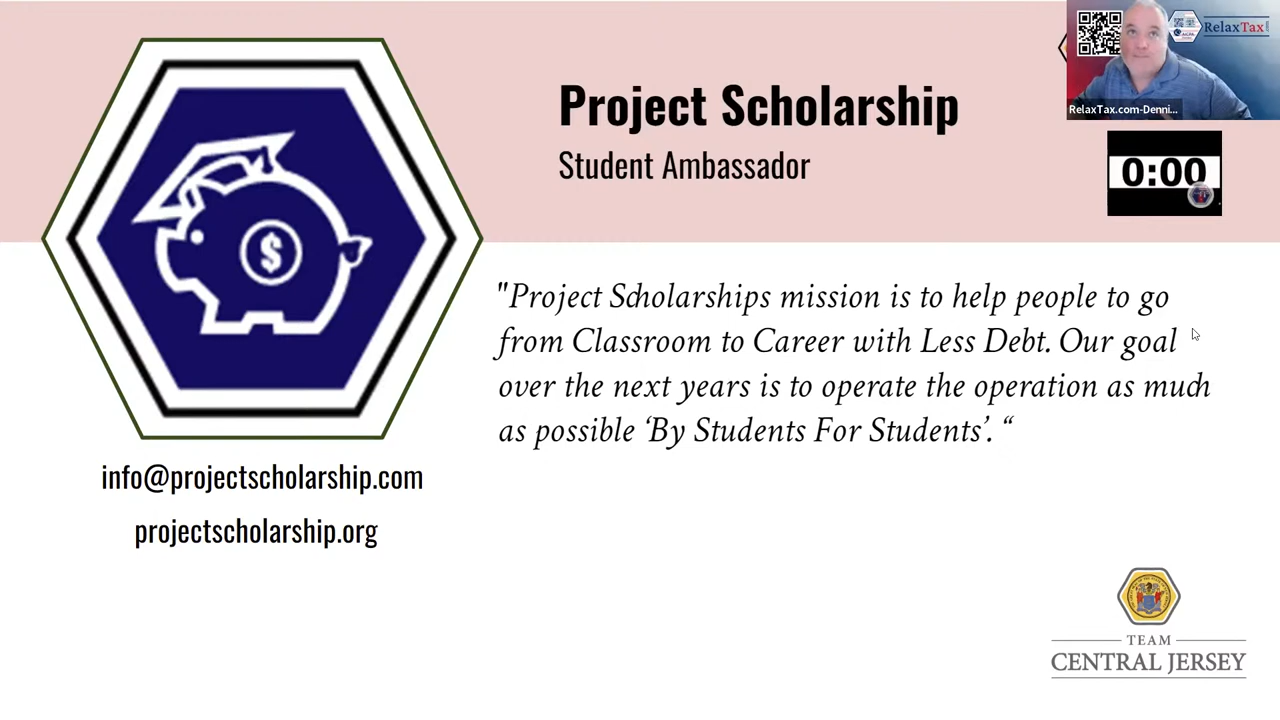 Project Scholarship
Student Ambassador
RelaxTax
RelaxTax.com-Denni...
0:00
$
"Project Scholarships mission is to help people to go
from Classroom to Career with Less Debt. Our goal
over the next years is to operate the operation as much
as possible ‘By Students For Students’. “
info@projectscholarship.com
projectscholarship.org
TEAM
CENTRAL JERSEY